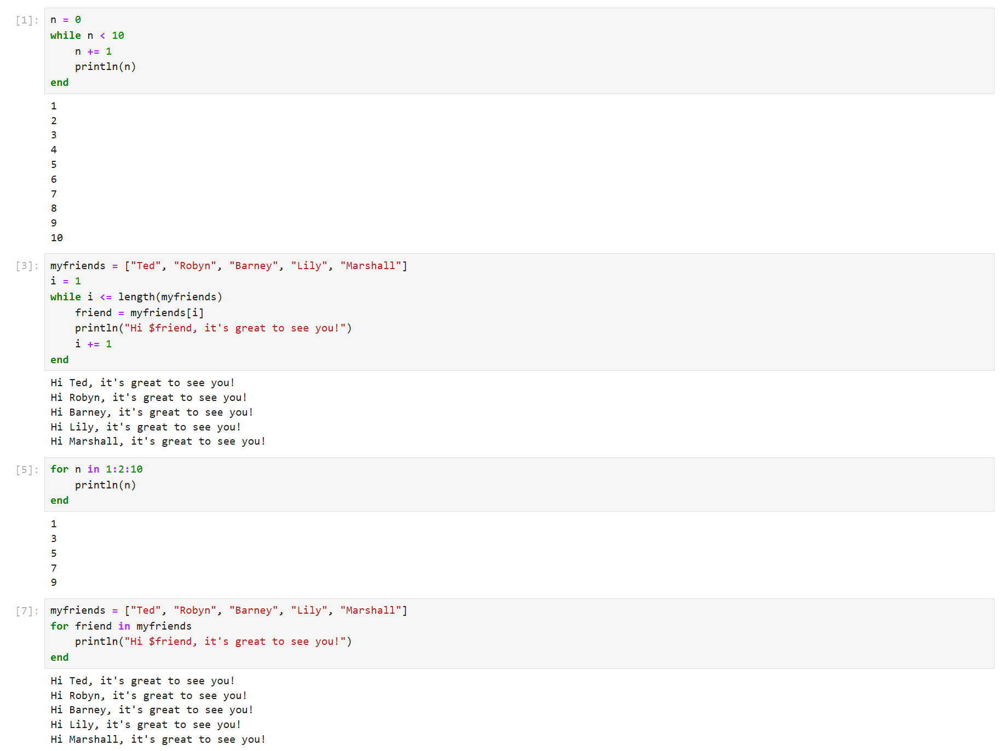 [1]: n = 0
while n < 10
    n += 1
    println(n)
end
1
2
3
4
5
6
7
8
9
10
[3]: myfriends = ["Ted", "Robyn", "Barney", "Lily", "Marshall"]
i = 1
while i <= length(myfriends)
    friend = myfriends[i]
    println("Hi $friend, it's great to see you!")
    i += 1
end
Hi Ted, it's great to see you!
Hi Robyn, it's great to see you!
Hi Barney, it's great to see you!
Hi Lily, it's great to see you!
Hi Marshall, it's great to see you!
[5]: for n in 1:2:10
    println(n)
end
1
3
5
7
9
[7]: myfriends = ["Ted", "Robyn", "Barney", "Lily", "Marshall"]
for friend in myfriends
    println("Hi $friend, it's great to see you!")
end
Hi Ted, it's great to see you!
Hi Robyn, it's great to see you!
Hi Barney, it's great to see you!
Hi Lily, it's great to see you!
Hi Marshall, it's great to see you!